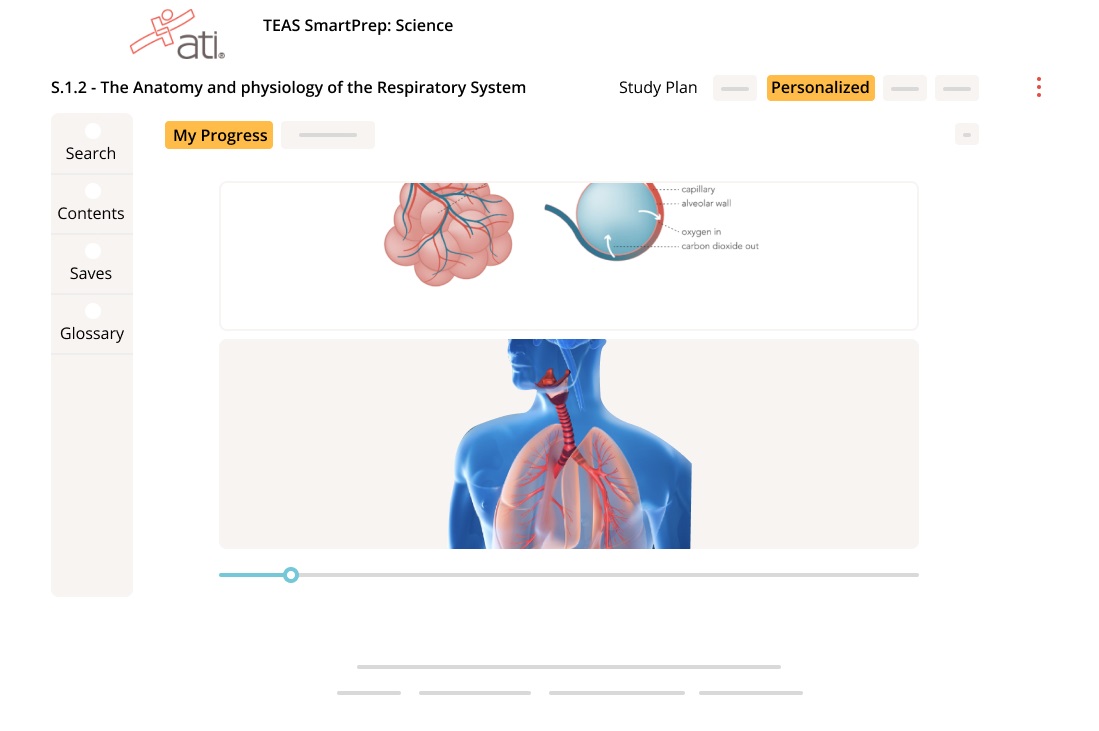 ati®
TEAS SmartPrep: Science
S.1.2 - The Anatomy and physiology of the Respiratory System
Study Plan
Personalized
My Progress
Search
Contents
Saves
Glossary
capillary
alveolar wall
oxygen in
carbon dioxide out